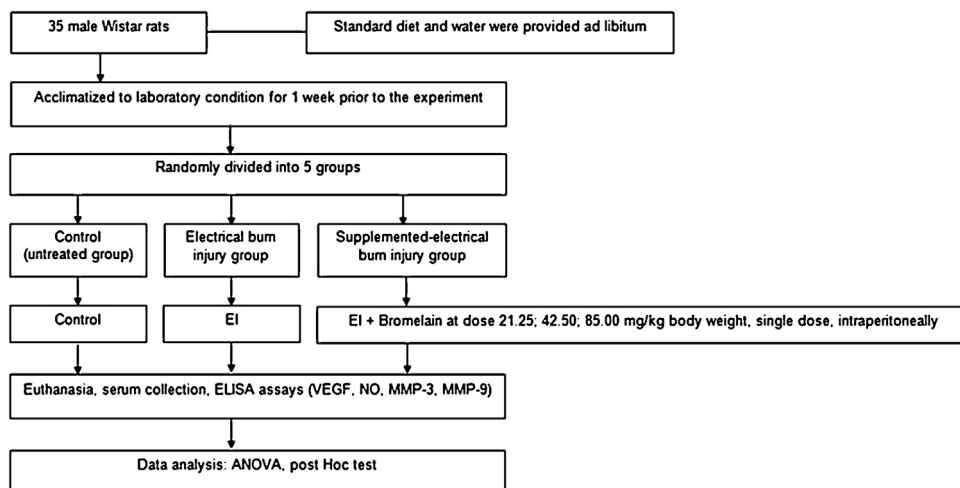 35 male Wistar rats
Standard diet and water were provided ad libitum
Acclimatized to laboratory condition for 1 week prior to the experiment
Randomly divided into 5 groups
Control
(untreated group)
Electrical burn
injury group
Supplemented-electrical
burn injury group
Control
EI
EI + Bromelain at dose 21.25; 42.50; 85.00 mg/kg body weight, single dose, intraperitoneally
Euthanasia, serum collection, ELISA assays (VEGF, NO, MMP-3, MMP-9)
Data analysis: ANOVA, post Hoc test